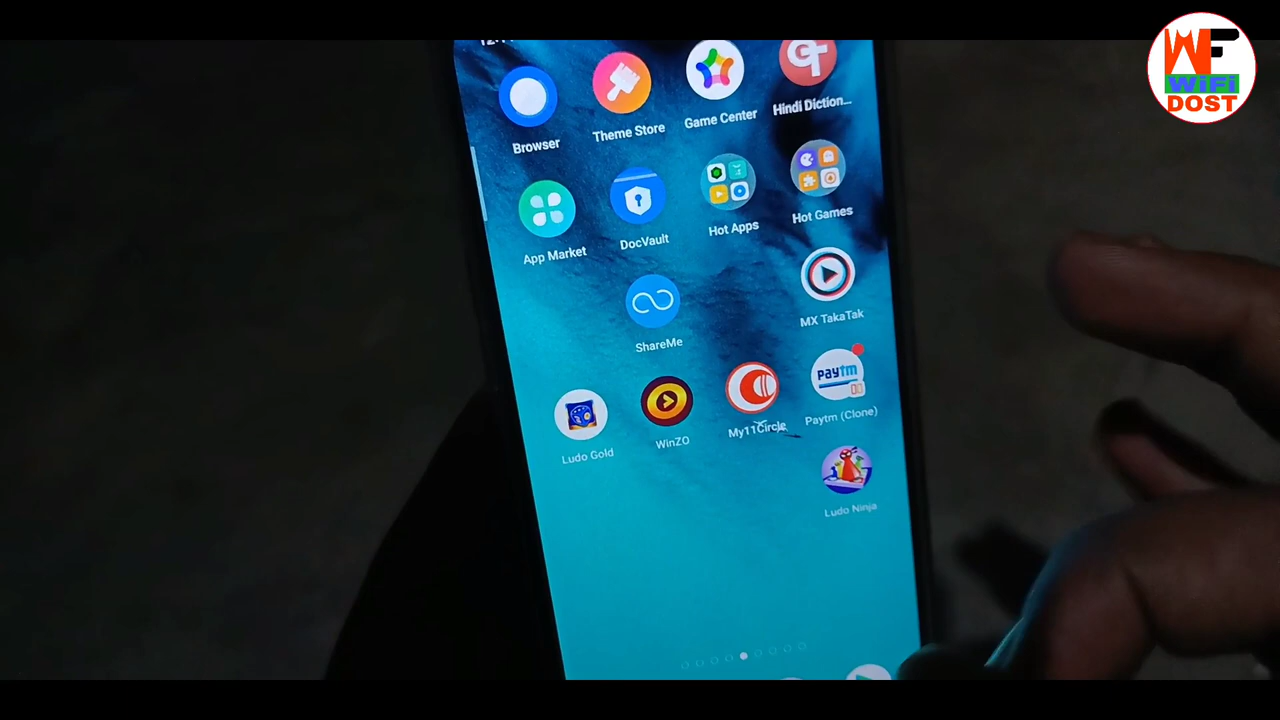 WF
WiFi
DOST
Browser
Theme Store
Game Center
Hindi Diction...
App Market
DocVault
Hot Apps
Hot Games
ShareMe
MX TakaTak
Ludo Gold
WinZO
My11Circle
paytm
Paytm (Clone)
Ludo Ninja